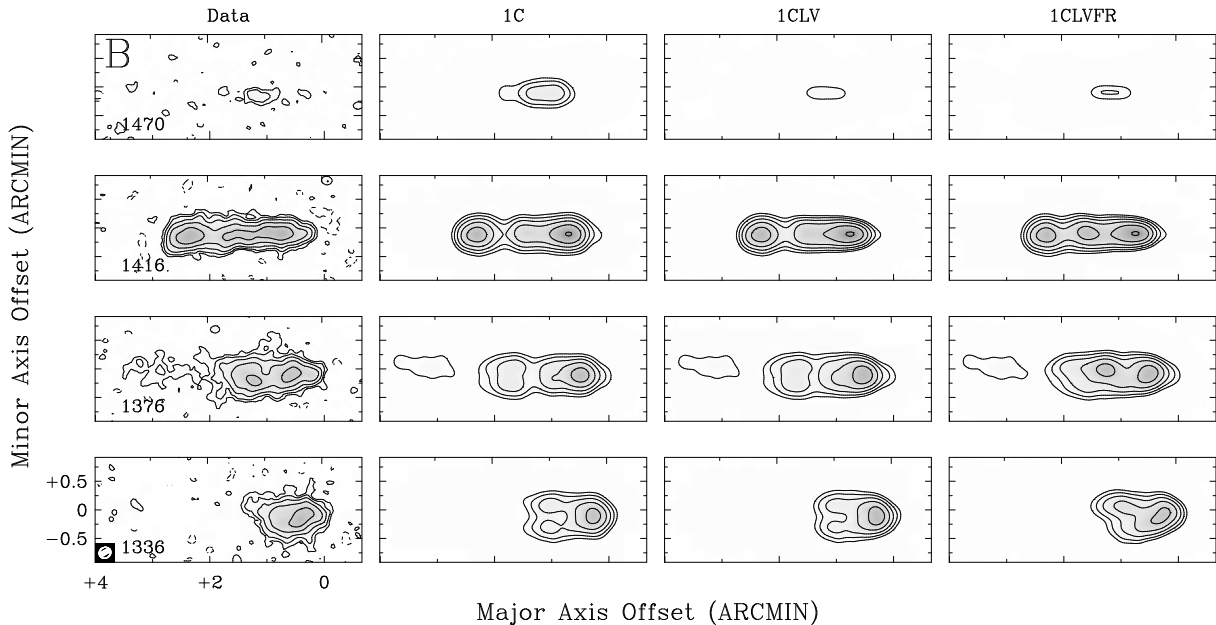 Data 1C 1CLV 1CLVFR
B
1470
1416.
1376
+0.5
0
−0.5
1336
+4 +2 0
Major Axis Offset (ARCMIN)
Minor Axis Offset (ARCMIN)